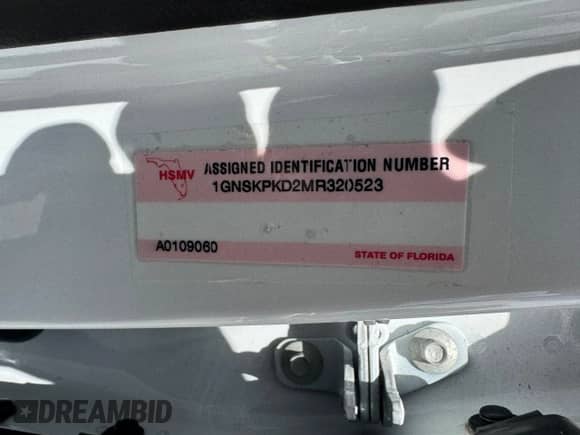 HSMV
ASSIGNED IDENTIFICATION NUMBER
1GNSKPKD2MR320523
A0109060
STATE OF FLORIDA
DREAMBID